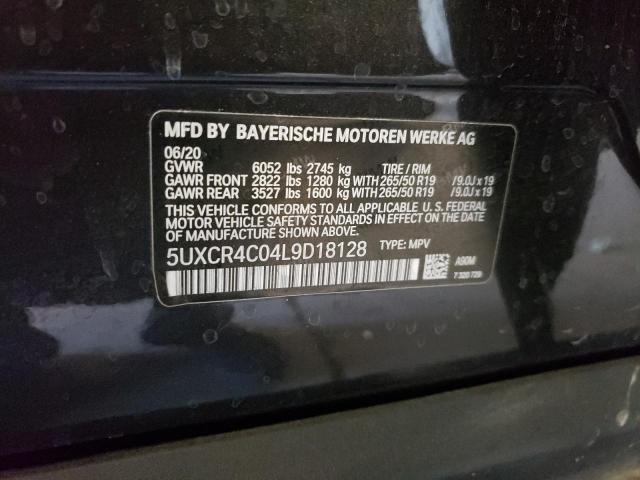 MFD BY BAYERISCHE MOTOREN WERKE AG
06/20
GVWR 6052 lbs 2745 kg TIRE / RIM
GAWR FRONT 2822 lbs 1280 kg WITH 265/50 R19 /9.0J x 19
GAWR REAR 3527 lbs 1600 kg WITH 265/50 R19 /9.0J x 19
THIS VEHICLE CONFORMS TO ALL APPLICABLE U.S. FEDERAL
MOTOR VEHICLE SAFETY STANDARDS IN EFFECT
ON THE DATE OF MANUFACTURE SHOWN ABOVE.
5UXCR4C04L9D18128 TYPE: MPV
A90M
7 320 729